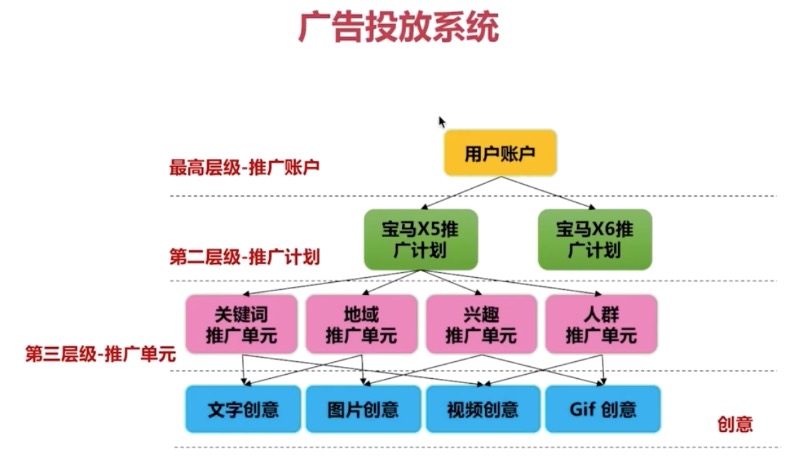 广告投放系统
用户账户
最高层级-推广账户
宝马X5推
广计划
宝马X6推
广计划
第二层级-推广计划
关键词
推广单元
地域
推广单元
兴趣
推广单元
人群
推广单元
第三层级-推广单元
文字创意
图片创意
视频创意
Gif 创意
创意